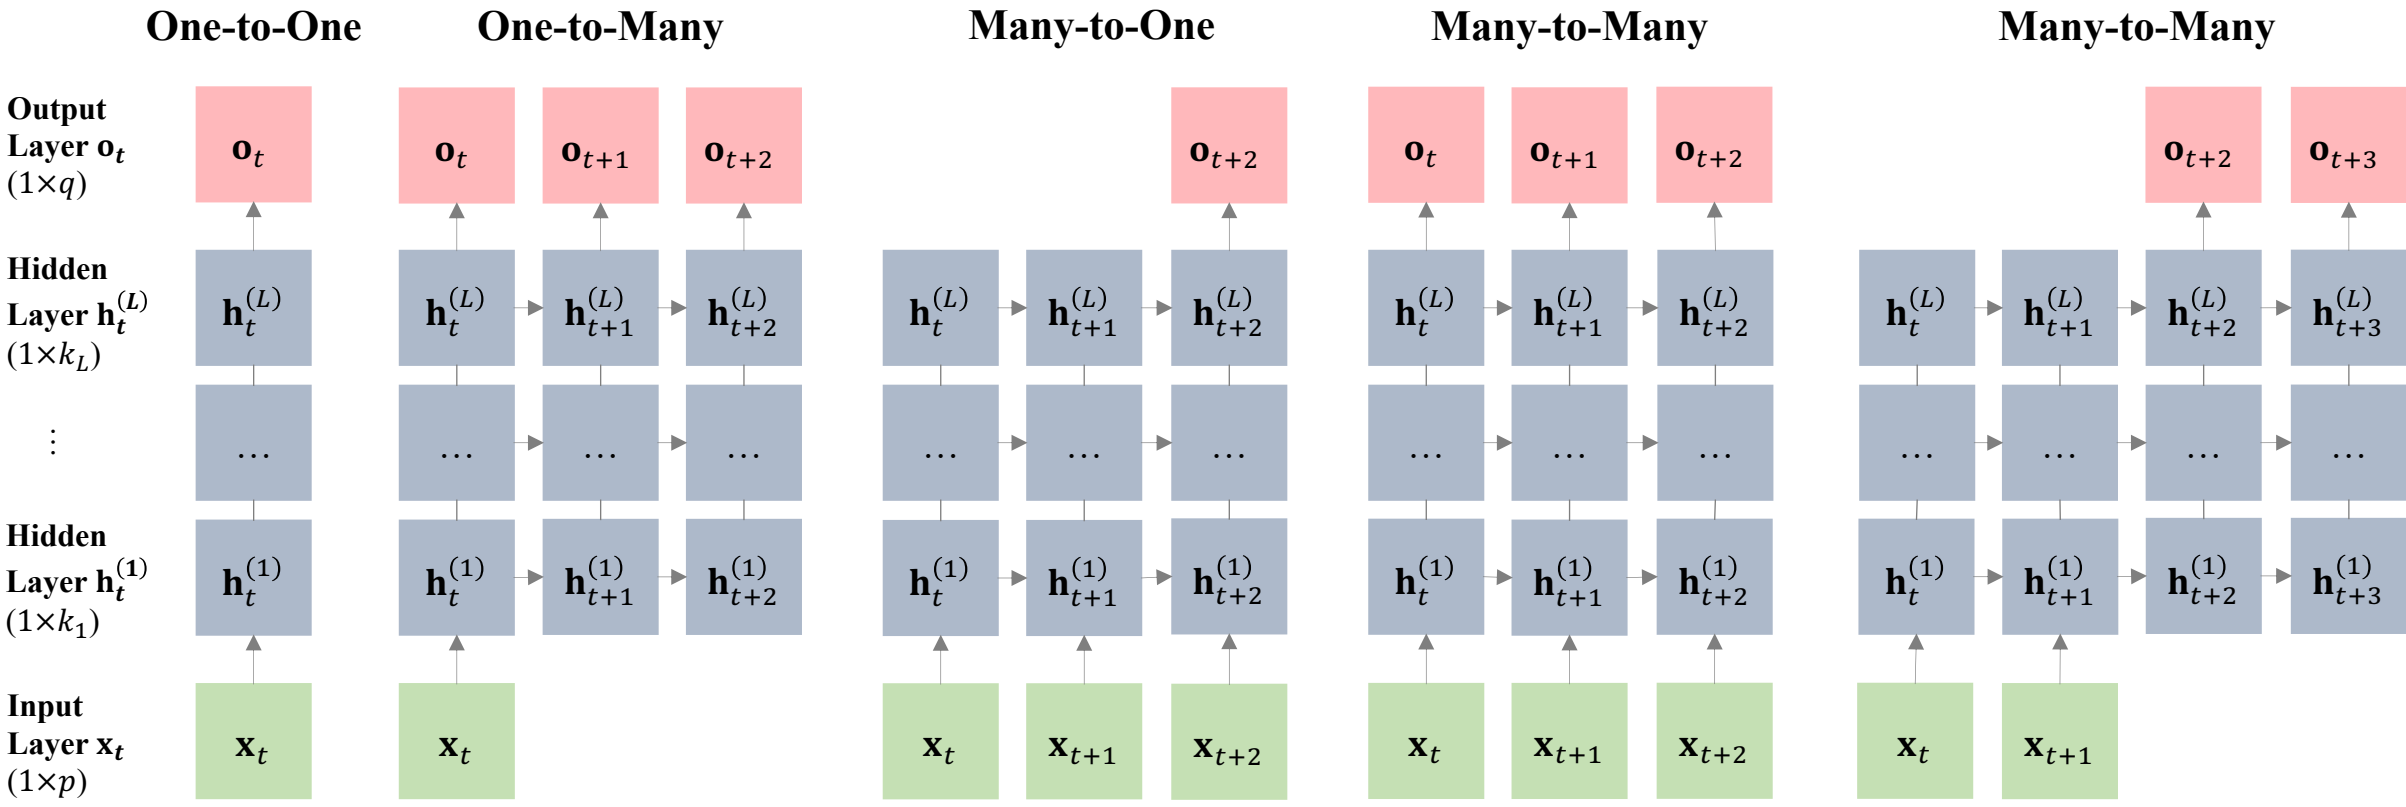 One-to-One One-to-Many Many-to-One Many-to-Many Many-to-Many
Output
Layer o_t
(1×q)
o_t o_t o_{t+1} o_{t+2} o_{t+2} o_t o_{t+1} o_{t+2} o_{t+2} o_{t+3}
Hidden
Layer h_t^{(L)}
(1×k_L)
h_t^{(L)} h_t^{(L)} h_{t+1}^{(L)} h_{t+2}^{(L)} h_t^{(L)} h_{t+1}^{(L)} h_{t+2}^{(L)} h_t^{(L)} h_{t+1}^{(L)} h_{t+2}^{(L)} h_t^{(L)} h_{t+1}^{(L)} h_{t+2}^{(L)} h_{t+3}^{(L)}
⋮ … … … … … … … … … … … … … …
Hidden
Layer h_t^{(1)}
(1×k_1)
h_t^{(1)} h_t^{(1)} h_{t+1}^{(1)} h_{t+2}^{(1)} h_t^{(1)} h_{t+1}^{(1)} h_{t+2}^{(1)} h_t^{(1)} h_{t+1}^{(1)} h_{t+2}^{(1)} h_t^{(1)} h_{t+1}^{(1)} h_{t+2}^{(1)} h_{t+3}^{(1)}
Input
Layer x_t
(1×p)
x_t x_t x_t x_{t+1} x_{t+2} x_t x_{t+1} x_{t+2} x_t x_{t+1}